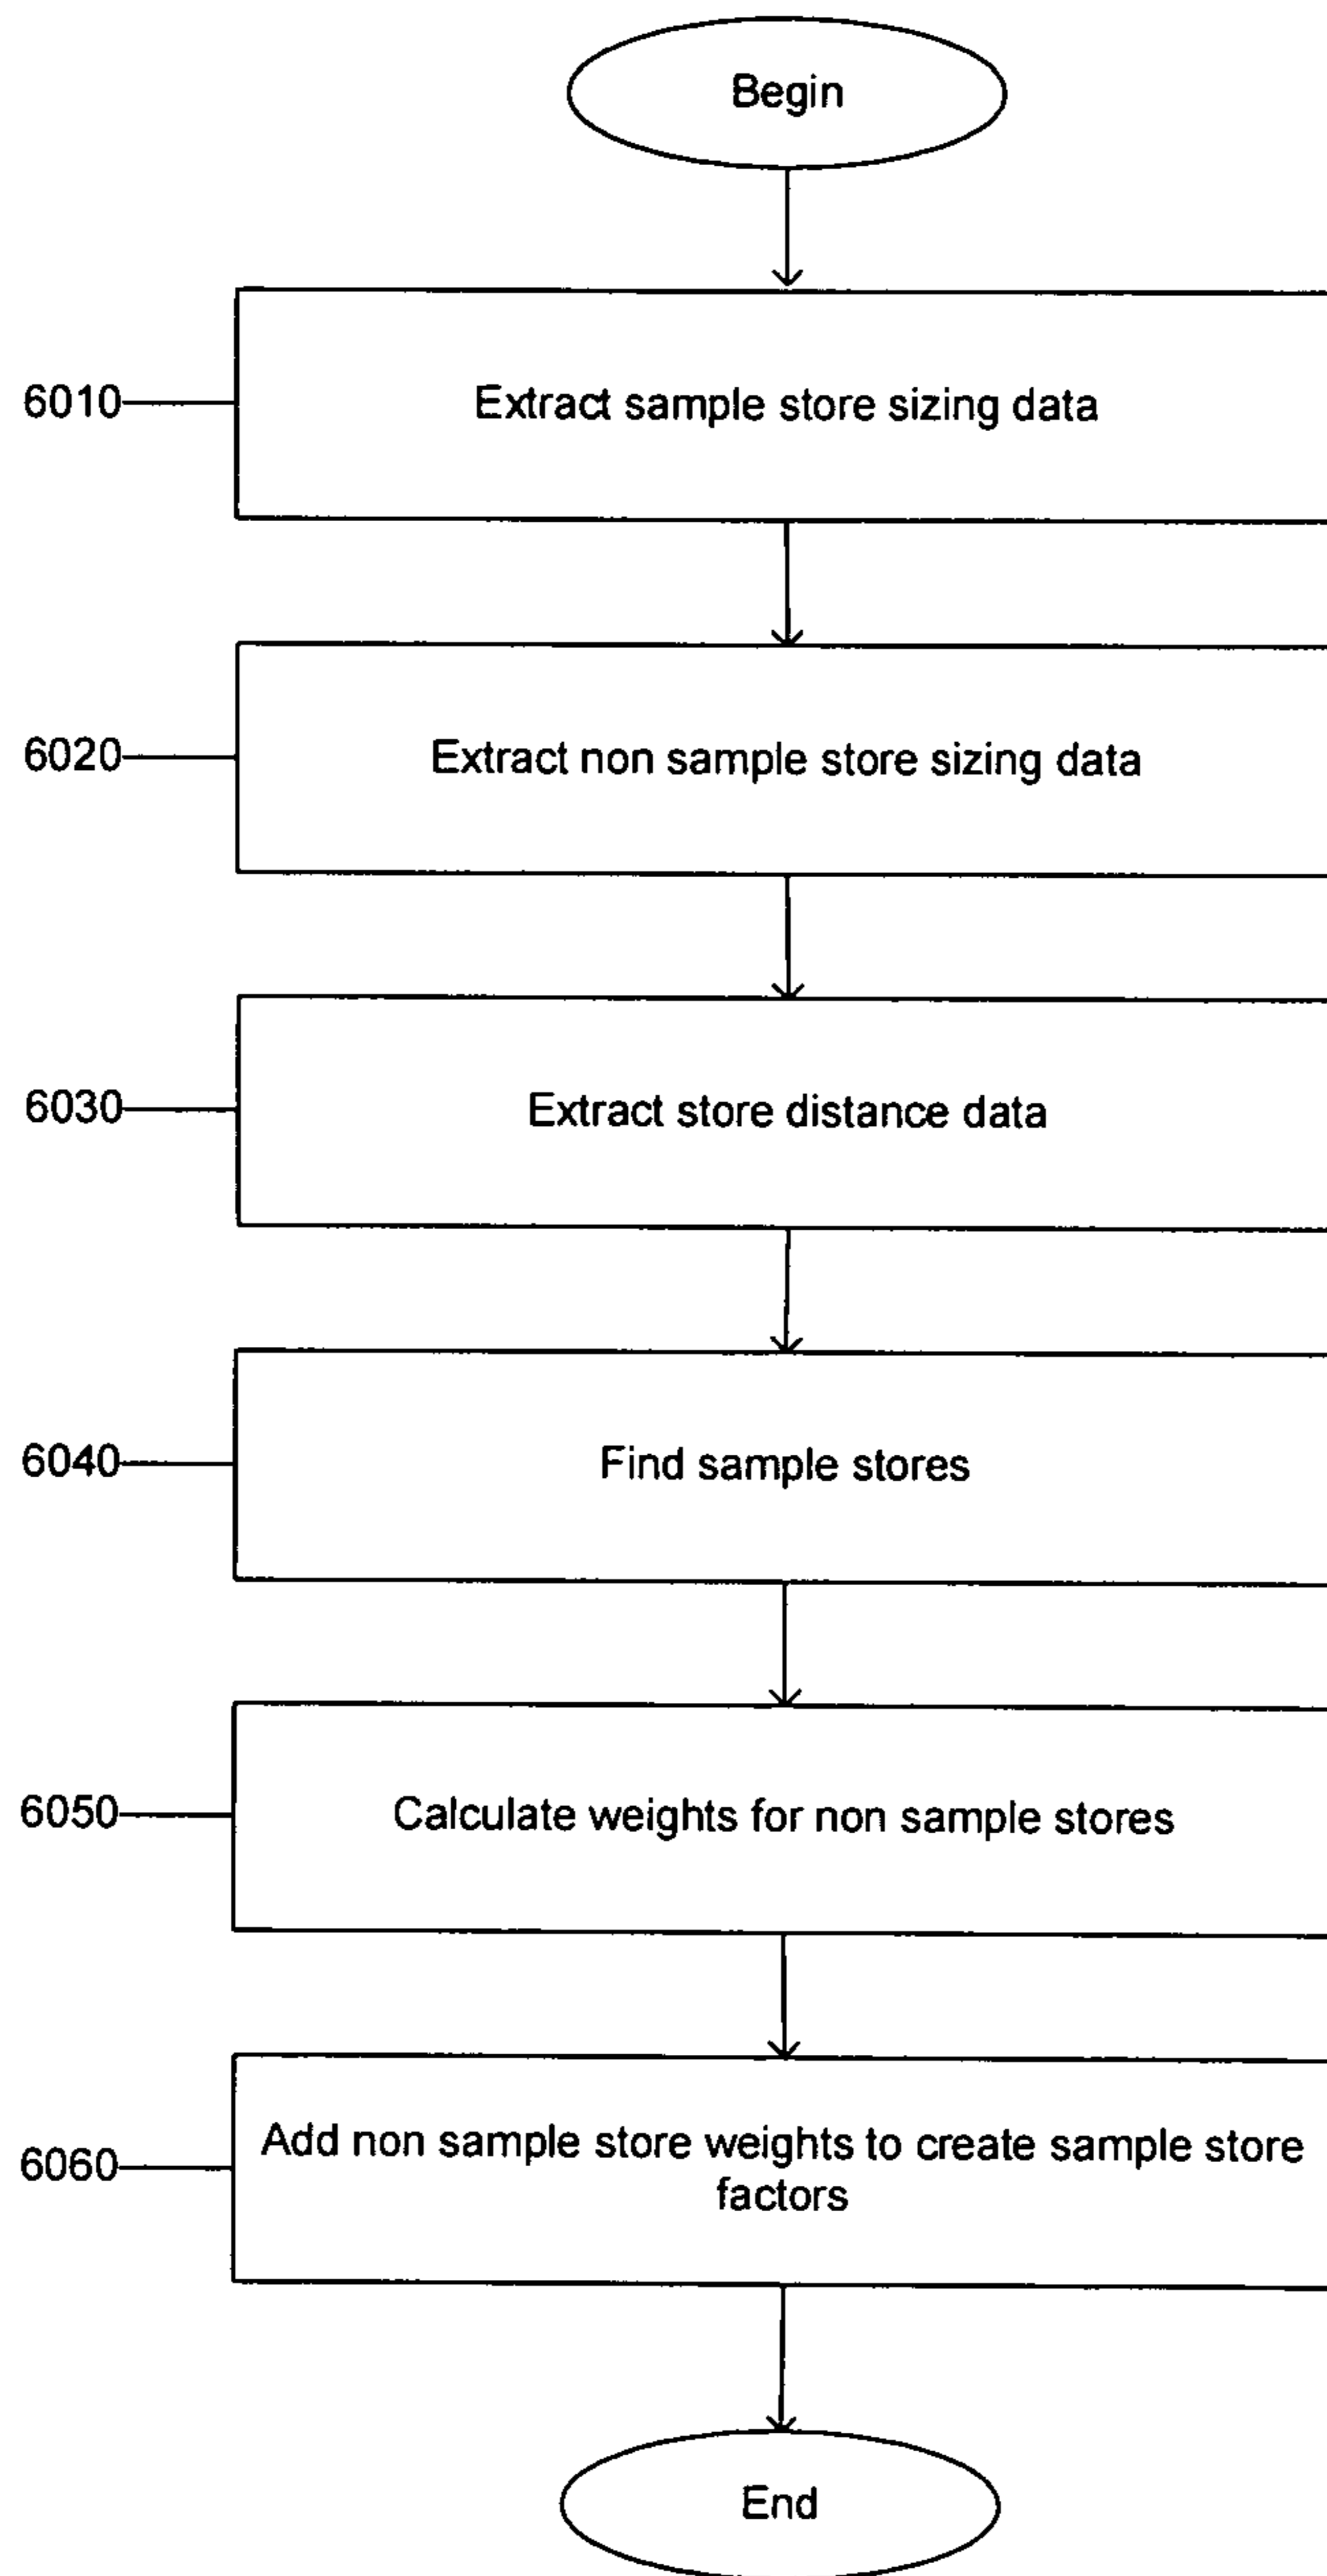 Begin
6010
Extract sample store sizing data
6020
Extract non sample store sizing data
6030
Extract store distance data
6040
Find sample stores
6050
Calculate weights for non sample stores
6060
Add non sample store weights to create sample store
factors
End